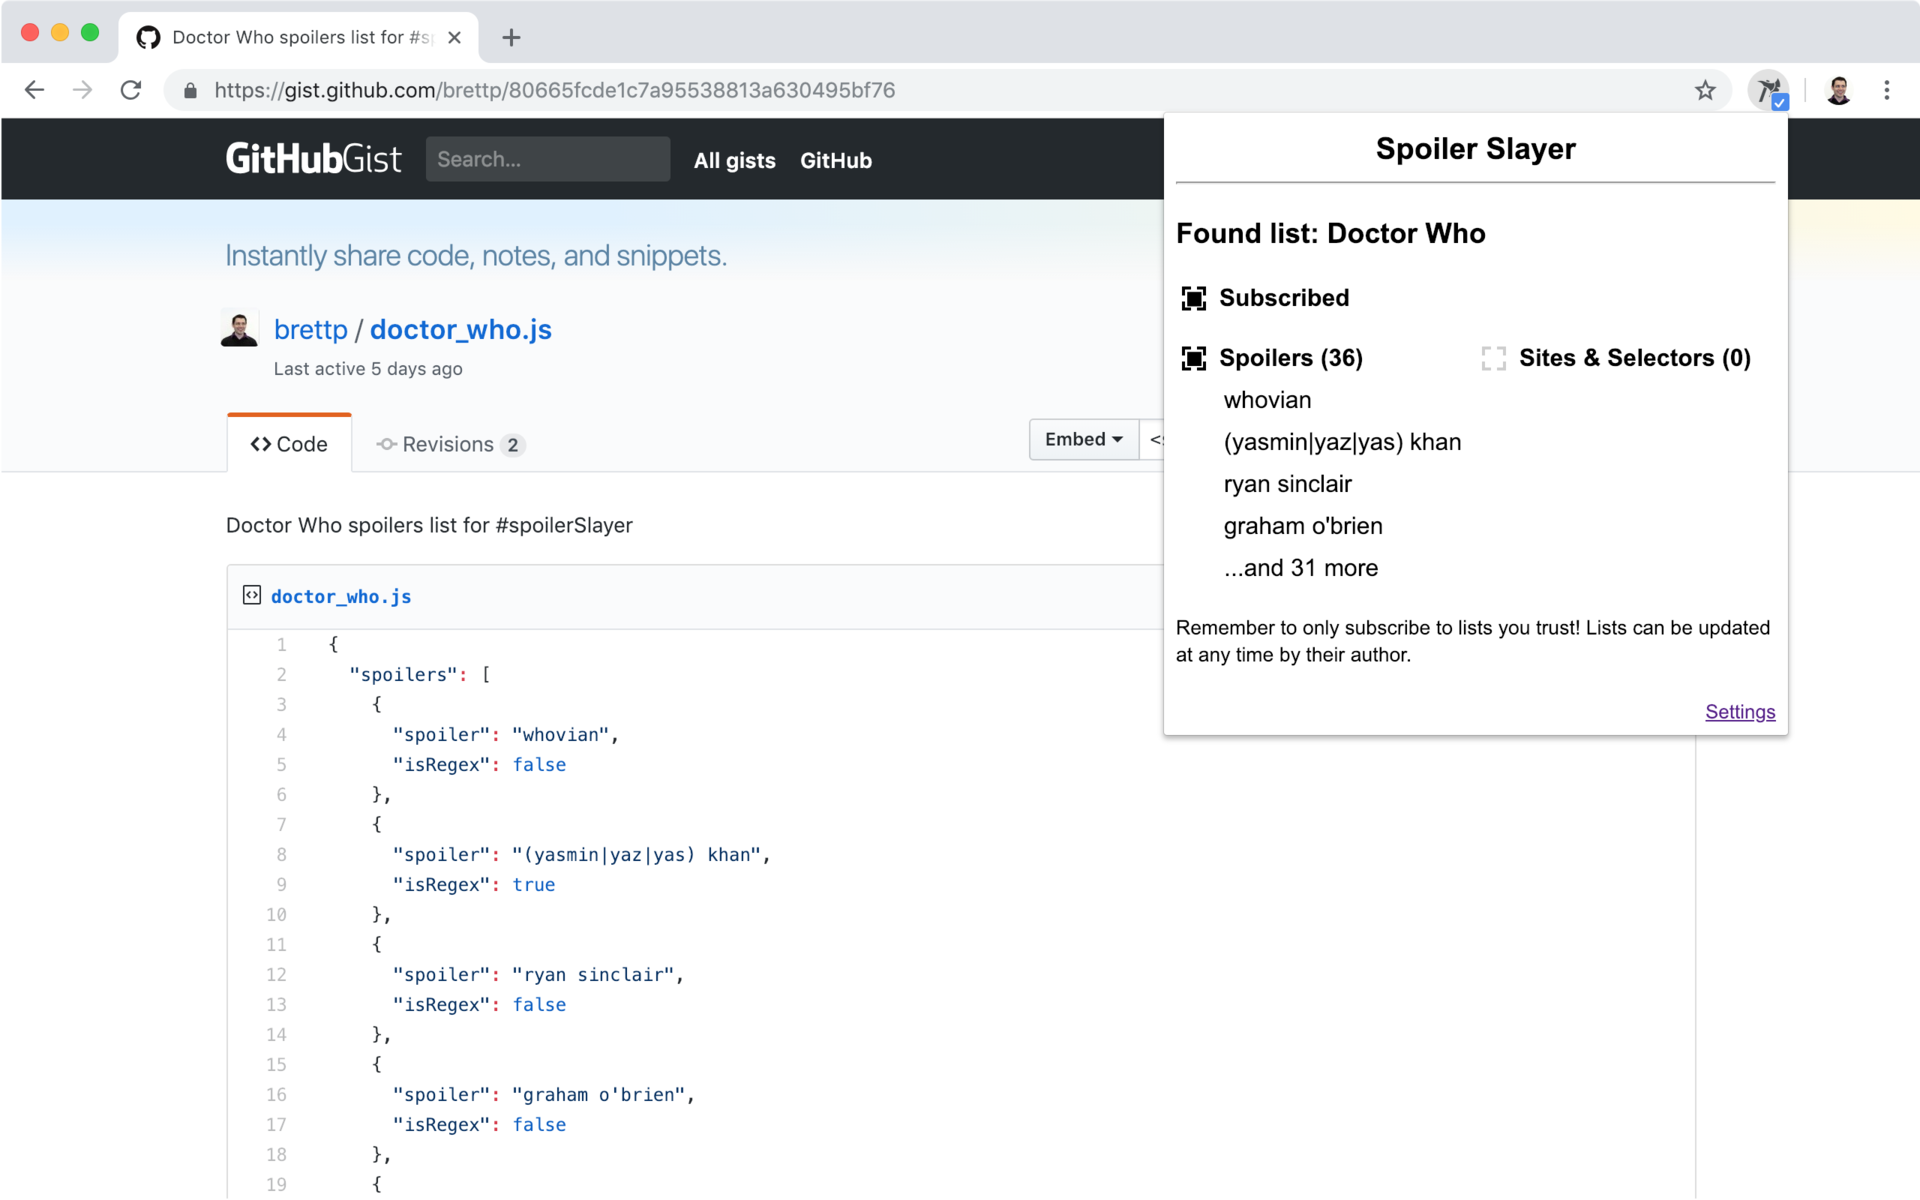 Doctor Who spoilers list for #sp
https://gist.github.com/brettp/80665fcde1c7a95538813a630495bf76
GitHubGist
Search...
All gists
GitHub
Instantly share code, notes, and snippets.
brettp / doctor_who.js
Last active 5 days ago
Code
Revisions 2
Embed
Doctor Who spoilers list for #spoilerSlayer
doctor_who.js
1 {
2 "spoilers": [
3 {
4 "spoiler": "whovian",
5 "isRegex": false
6 },
7 {
8 "spoiler": "(yasmin|yaz|yas) khan",
9 "isRegex": true
10 },
11 {
12 "spoiler": "ryan sinclair",
13 "isRegex": false
14 },
15 {
16 "spoiler": "graham o'brien",
17 "isRegex": false
18 },
19 {
Spoiler Slayer
Found list: Doctor Who
Subscribed
Spoilers (36)
whovian
(yasmin|yaz|yas) khan
ryan sinclair
graham o'brien
...and 31 more
Sites & Selectors (0)
Remember to only subscribe to lists you trust! Lists can be updated
at any time by their author.
Settings